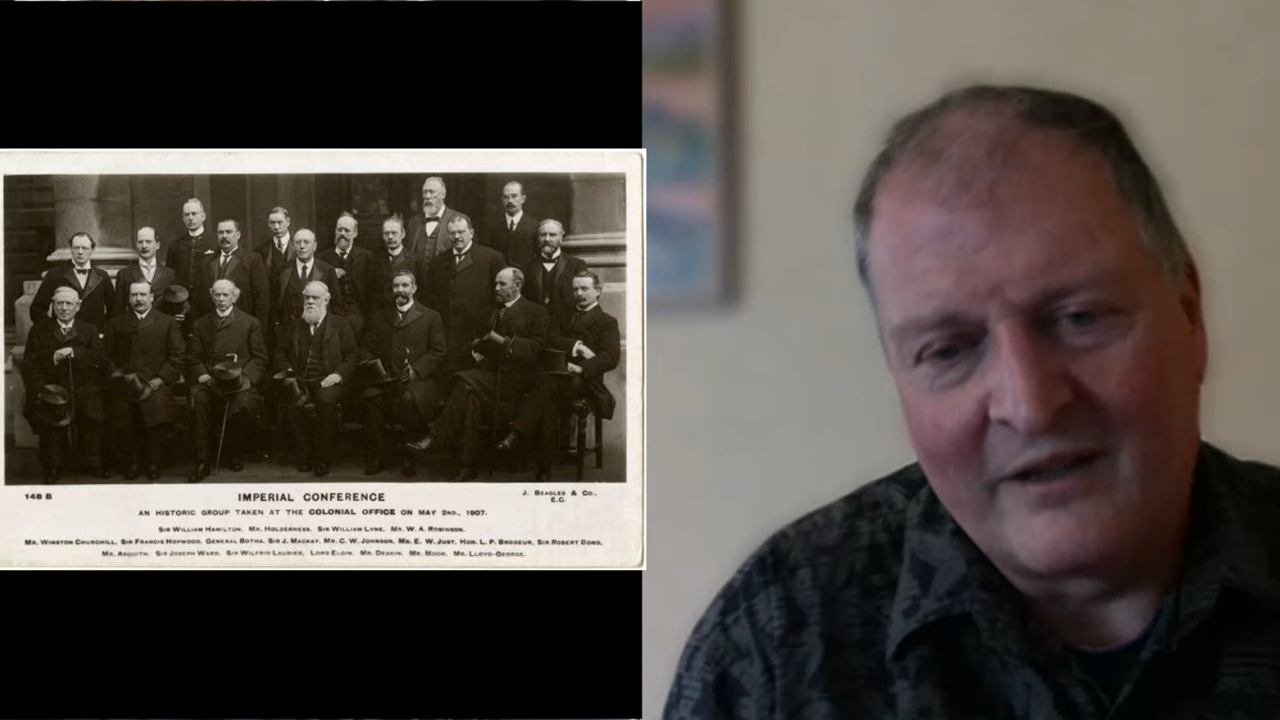 148 B
IMPERIAL CONFERENCE
J. BEAGLES & CO.,
E.C.
AN HISTORIC GROUP TAKEN AT THE COLONIAL OFFICE ON MAY 2ND., 1907.
SIR WILLIAM HAMILTON. MR. HOLDERNESS. SIR WILLIAM LYNE. MR. W. A. ROBINSON.
MR. WINSTON CHURCHILL, SIR FRANCIS HOPWOOD, GENERAL BOTHA, SIR J. MACKAY, MR. C. W. JOHNSON, MR. E. W. JUST, HON. L. P. BRODEUR, SIR ROBERT BOND,
MR. ASQUITH, SIR JOSEPH WARD, SIR WILFRID LAURIER, LORD ELGIN, MR. DEAKIN, MR. MOOR, MR. LLOYD-GEORGE.